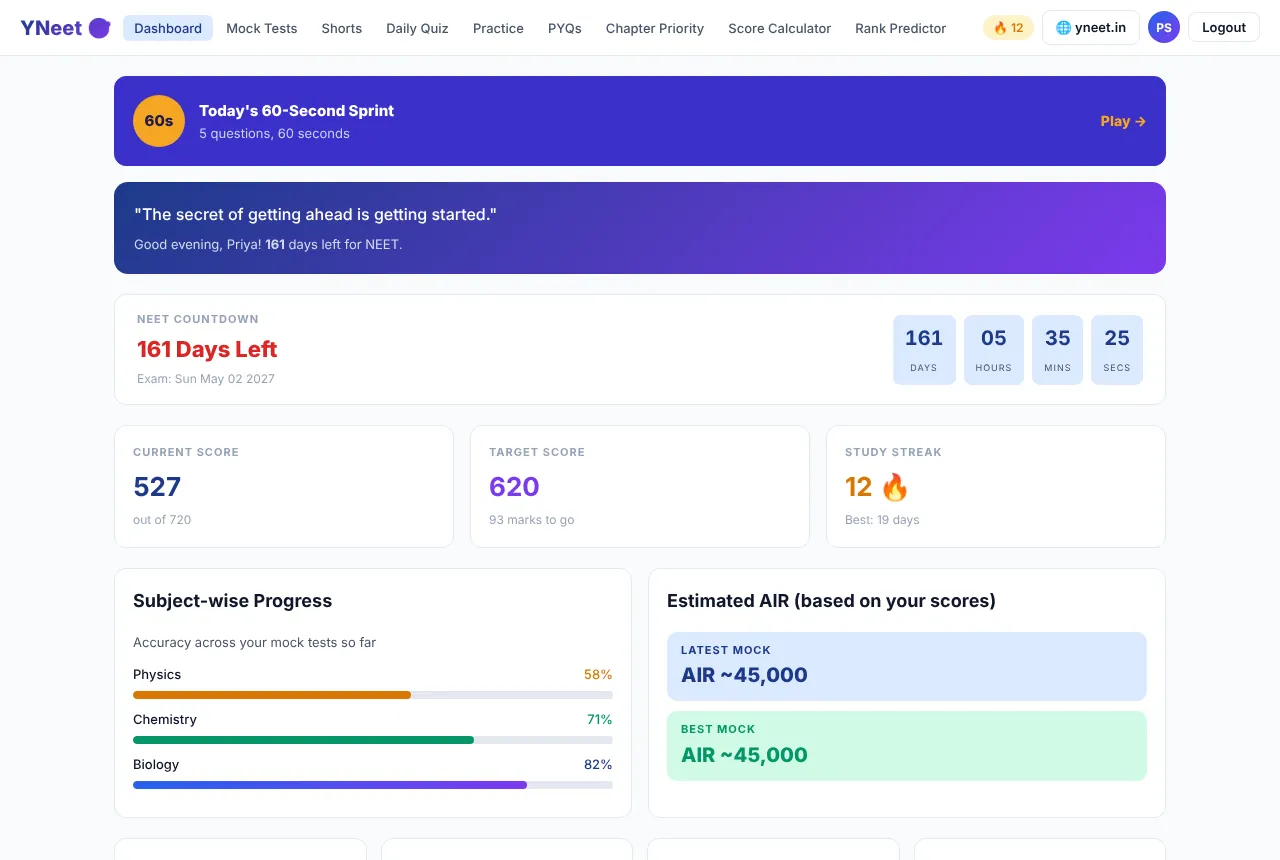 YNeet
Dashboard
Mock Tests
Shorts
Daily Quiz
Practice
PYQs
Chapter Priority
Score Calculator
Rank Predictor
🔥 12
🌐 yneet.in
PS
Logout
60s
Today's 60-Second Sprint
5 questions, 60 seconds
Play →
"The secret of getting ahead is getting started."
Good evening, Priya! 161 days left for NEET.
NEET COUNTDOWN
161 Days Left
Exam: Sun May 02 2027
161
DAYS
05
HOURS
35
MINS
25
SECS
CURRENT SCORE
527
out of 720
TARGET SCORE
620
93 marks to go
STUDY STREAK
12 🔥
Best: 19 days
Subject-wise Progress
Accuracy across your mock tests so far
Physics 58%
Chemistry 71%
Biology 82%
Estimated AIR (based on your scores)
LATEST MOCK
AIR ~45,000
BEST MOCK
AIR ~45,000